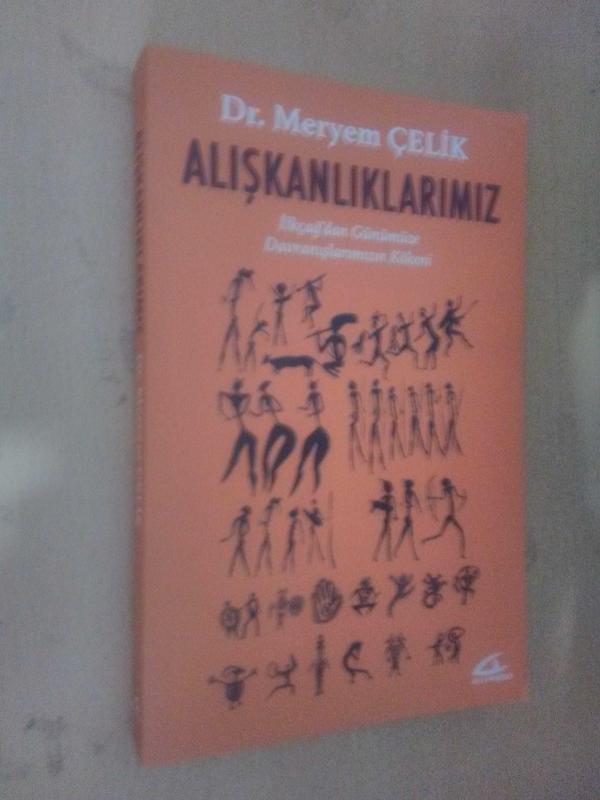 Dr. Meryem ÇELİK
ALIŞKANLIKLARIMIZ
İlkçağ'dan Günümüze
Davranışlarımızın Kökeni